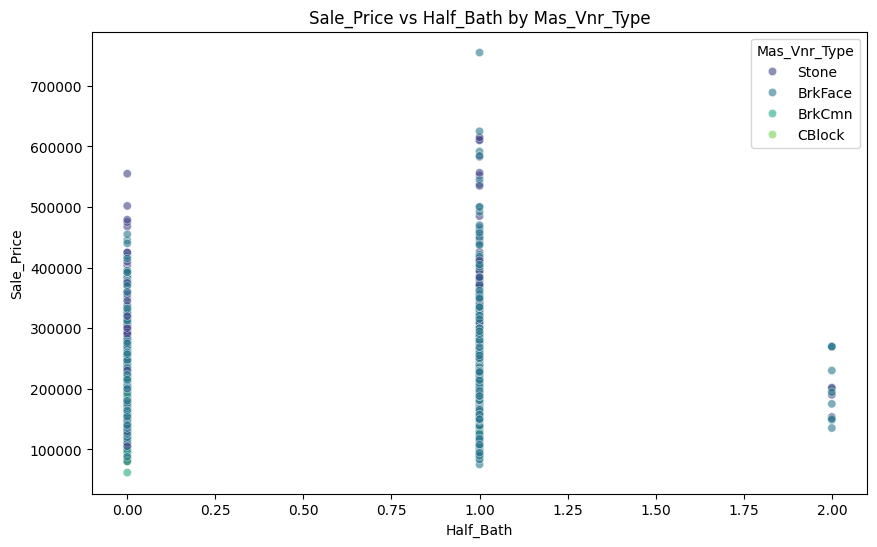 Sale_Price vs Half_Bath by Mas_Vnr_Type
Mas_Vnr_Type
Stone
BrkFace
BrkCmn
CBlock
700000
600000
500000
400000
300000
200000
100000
Sale_Price
0.00 0.25 0.50 0.75 1.00 1.25 1.50 1.75 2.00
Half_Bath